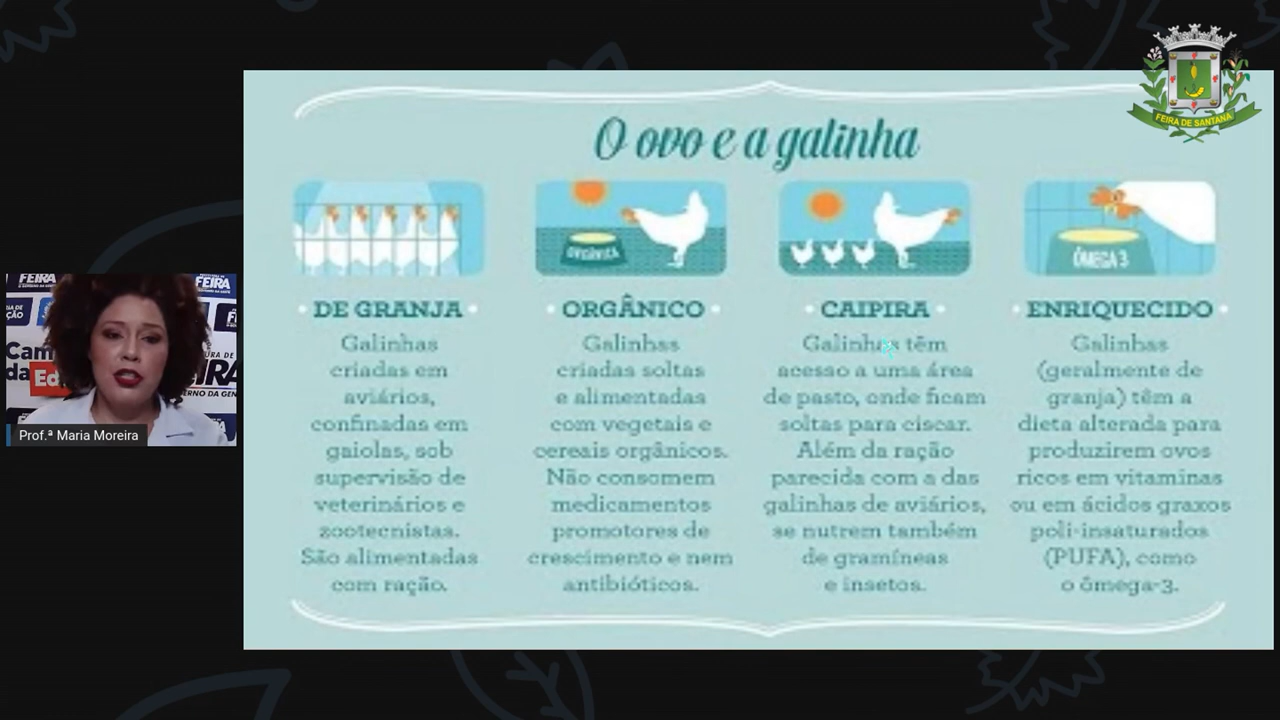 FEIRA DE SANTANA
O ovo e a galinha
ORGÂNICA
ÔMEGA 3
• DE GRANJA •
Galinhas
criadas em
aviários,
confinadas em
gaiolas, sob
supervisão de
veterinários e
zootecnistas.
São alimentadas
com ração.
• ORGÂNICO •
Galinhas
criadas soltas
e alimentadas
com vegetais e
cereais orgânicos.
Não consomem
medicamentos
promotores de
crescimento e nem
antibióticos.
• CAIPIRA •
Galinhas têm
acesso a uma área
de pasto, onde ficam
soltas para ciscar.
Além da ração
parecida com a das
galinhas de aviários,
se nutrem também
de gramíneas
e insetos.
• ENRIQUECIDO •
Galinhas
(geralmente de
granja) têm a
dieta alterada para
produzirem ovos
ricos em vitaminas
ou em ácidos graxos
poli-insaturados
(PUFA), como
o ômega-3.
FEIRA
FEIRA
Prof.ª Maria Moreira